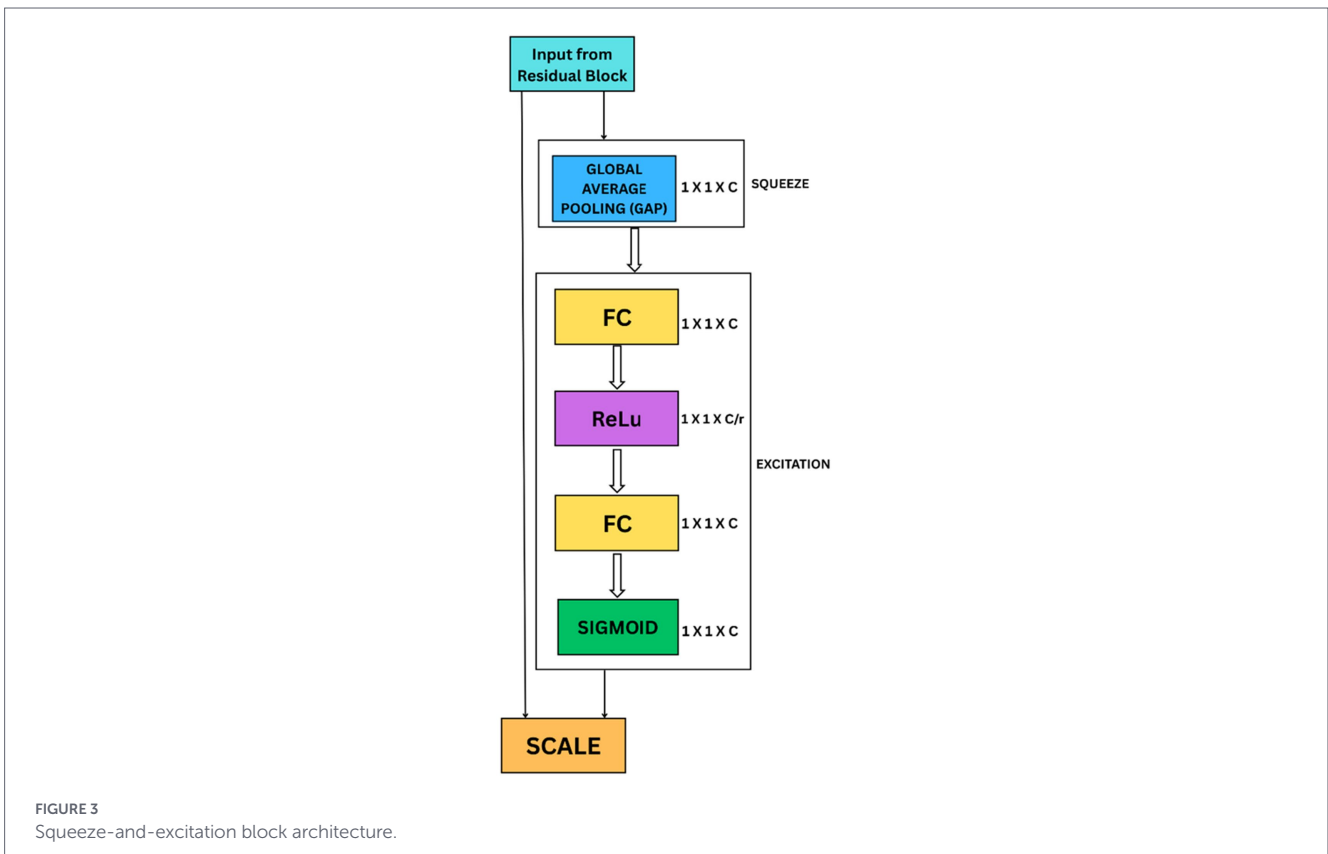 Input from
Residual Block
GLOBAL
AVERAGE
POOLING (GAP)
1 X 1 X C
SQUEEZE
FC
1 X 1 X C
ReLu
1 X 1 X C/r
EXCITATION
FC
1 X 1 X C
SIGMOID
1 X 1 X C
SCALE
FIGURE 3
Squeeze-and-excitation block architecture.